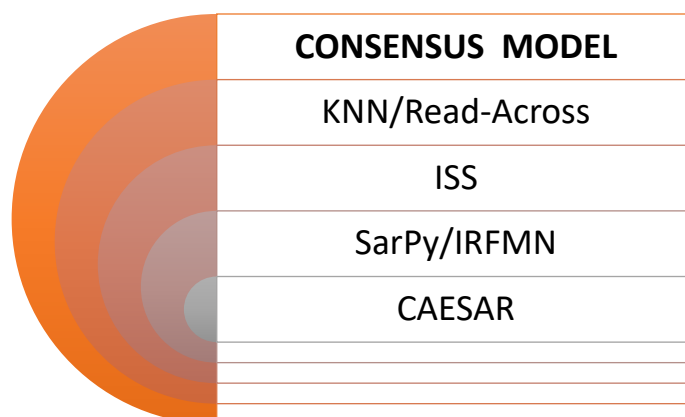 CONSENSUS MODEL
KNN/Read-Across
ISS
SarPy/IRFMN
CAESAR